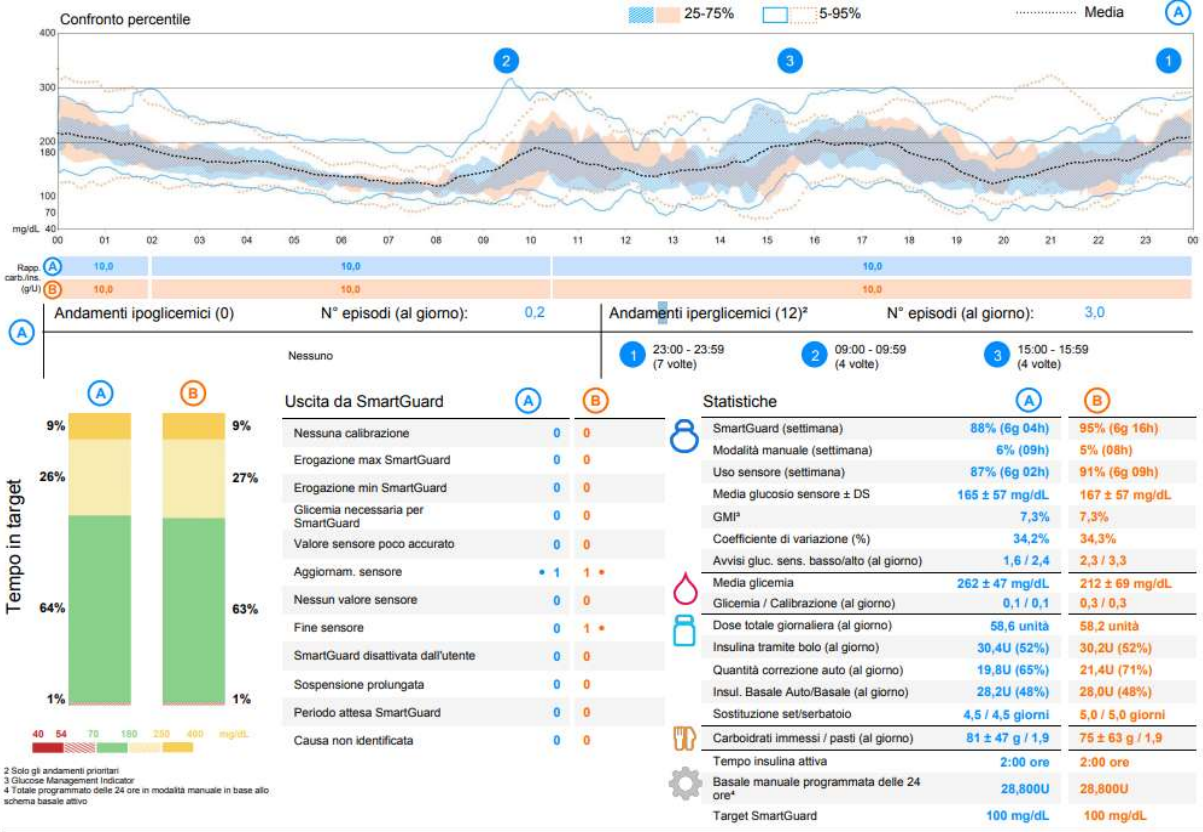 Confronto percentile
25-75%
5-95%
Media
A
400
300
200
180
100
70
mg/dL 40
2
3
1
00 01 02 03 04 05 06 07 08 09 10 11 12 13 14 15 16 17 18 19 20 21 22 23 00
Rapp. carb./ins. (g/U)
A 10,0 10,0 10,0
B 10,0 10,0 10,0
A
Andamenti ipoglicemici (0) N° episodi (al giorno): 0,2
Nessuno
Andamenti iperglicemici (12)² N° episodi (al giorno): 3,0
1 23:00 - 23:59 (7 volte)
2 09:00 - 09:59 (4 volte)
3 15:00 - 15:59 (4 volte)
Tempo in target
A B
9% 9%
26% 27%
64% 63%
1% 1%
40 54 70 180 250 400 mg/dL
2 Solo gli andamenti prioritari
3 Glucose Management Indicator
4 Totale programmato delle 24 ore in modalità manuale in base allo
schema basale attivo
Uscita da SmartGuard A B
Nessuna calibrazione 0 0
Erogazione max SmartGuard 0 0
Erogazione min SmartGuard 0 0
Glicemia necessaria per
SmartGuard 0 0
Valore sensore poco accurato 0 0
Aggiornam. sensore • 1 1 •
Nessun valore sensore 0 0
Fine sensore 0 1 •
SmartGuard disattivata dall'utente 0 0
Sospensione prolungata 0 0
Periodo attesa SmartGuard 0 0
Causa non identificata 0 0
Statistiche A B
SmartGuard (settimana) 88% (6g 04h) 95% (6g 16h)
Modalità manuale (settimana) 6% (09h) 5% (08h)
Uso sensore (settimana) 87% (6g 02h) 91% (6g 09h)
Media glucosio sensore ± DS 165 ± 57 mg/dL 167 ± 57 mg/dL
GMI³ 7,3% 7,3%
Coefficiente di variazione (%) 34,2% 34,3%
Avvisi gluc. sens. basso/alto (al giorno) 1,6 / 2,4 2,3 / 3,3
Media glicemia 262 ± 47 mg/dL 212 ± 69 mg/dL
Glicemia / Calibrazione (al giorno) 0,1 / 0,1 0,3 / 0,3
Dose totale giornaliera (al giorno) 58,6 unità 58,2 unità
Insulina tramite bolo (al giorno) 30,4U (52%) 30,2U (52%)
Quantità correzione auto (al giorno) 19,8U (65%) 21,4U (71%)
Insul. Basale Auto/Basale (al giorno) 28,2U (48%) 28,0U (48%)
Sostituzione set/serbatoio 4,5 / 4,5 giorni 5,0 / 5,0 giorni
Carboidrati immessi / pasti (al giorno) 81 ± 47 g / 1,9 75 ± 63 g / 1,9
Tempo insulina attiva 2:00 ore 2:00 ore
Basale manuale programmata delle 24
ore⁴ 28,800U 28,800U
Target SmartGuard 100 mg/dL 100 mg/dL